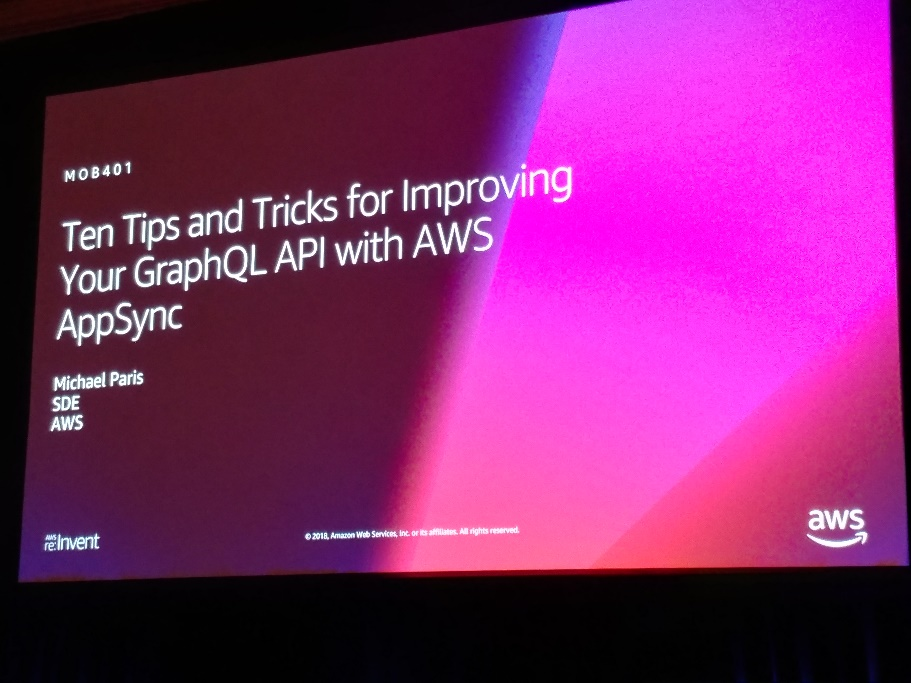 MOB401
Ten Tips and Tricks for Improving
Your GraphQL API with AWS
AppSync
Michael Paris
SDE
AWS
AWS
re:Invent
© 2018, Amazon Web Services, Inc. or its affiliates. All rights reserved.
aws